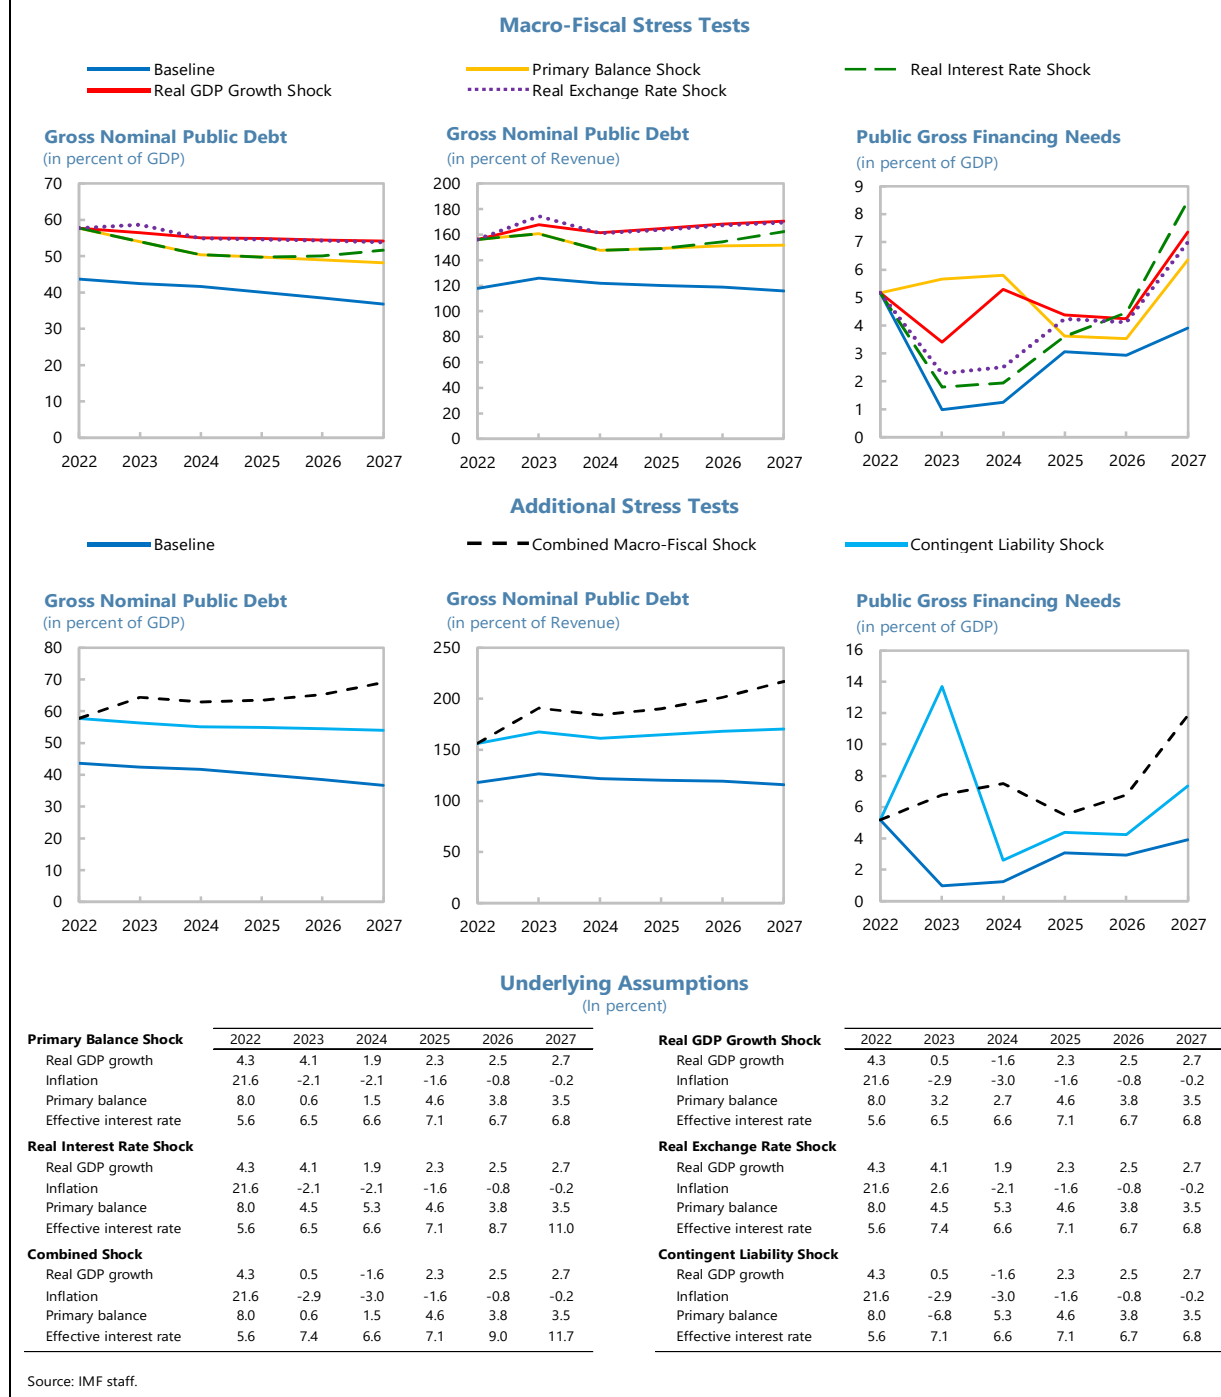 Macro-Fiscal Stress Tests
Baseline Primary Balance Shock Real Interest Rate Shock
Real GDP Growth Shock Real Exchange Rate Shock
Gross Nominal Public Debt
(in percent of GDP)
70
60
50
40
30
20
10
0
2022 2023 2024 2025 2026 2027
Gross Nominal Public Debt
(in percent of Revenue)
200
180
160
140
120
100
80
60
40
20
0
2022 2023 2024 2025 2026 2027
Public Gross Financing Needs
(in percent of GDP)
9
8
7
6
5
4
3
2
1
0
2022 2023 2024 2025 2026 2027
Additional Stress Tests
Baseline Combined Macro-Fiscal Shock Contingent Liability Shock
Gross Nominal Public Debt
(in percent of GDP)
80
70
60
50
40
30
20
10
0
2022 2023 2024 2025 2026 2027
Gross Nominal Public Debt
(in percent of Revenue)
250
200
150
100
50
0
2022 2023 2024 2025 2026 2027
Public Gross Financing Needs
(in percent of GDP)
16
14
12
10
8
6
4
2
0
2022 2023 2024 2025 2026 2027
Underlying Assumptions
(In percent)
Primary Balance Shock 2022 2023 2024 2025 2026 2027
Real GDP growth 4.3 4.1 1.9 2.3 2.5 2.7
Inflation 21.6 -2.1 -2.1 -1.6 -0.8 -0.2
Primary balance 8.0 0.6 1.5 4.6 3.8 3.5
Effective interest rate 5.6 6.5 6.6 7.1 6.7 6.8
Real Interest Rate Shock
Real GDP growth 4.3 4.1 1.9 2.3 2.5 2.7
Inflation 21.6 -2.1 -2.1 -1.6 -0.8 -0.2
Primary balance 8.0 4.5 5.3 4.6 3.8 3.5
Effective interest rate 5.6 6.5 6.6 7.1 8.7 11.0
Combined Shock
Real GDP growth 4.3 0.5 -1.6 2.3 2.5 2.7
Inflation 21.6 -2.9 -3.0 -1.6 -0.8 -0.2
Primary balance 8.0 0.6 1.5 4.6 3.8 3.5
Effective interest rate 5.6 7.4 6.6 7.1 9.0 11.7
Real GDP Growth Shock 2022 2023 2024 2025 2026 2027
Real GDP growth 4.3 0.5 -1.6 2.3 2.5 2.7
Inflation 21.6 -2.9 -3.0 -1.6 -0.8 -0.2
Primary balance 8.0 3.2 2.7 4.6 3.8 3.5
Effective interest rate 5.6 6.5 6.6 7.1 6.7 6.8
Real Exchange Rate Shock
Real GDP growth 4.3 4.1 1.9 2.3 2.5 2.7
Inflation 21.6 2.6 -2.1 -1.6 -0.8 -0.2
Primary balance 8.0 4.5 5.3 4.6 3.8 3.5
Effective interest rate 5.6 7.4 6.6 7.1 6.7 6.8
Contingent Liability Shock
Real GDP growth 4.3 0.5 -1.6 2.3 2.5 2.7
Inflation 21.6 -2.9 -3.0 -1.6 -0.8 -0.2
Primary balance 8.0 -6.8 5.3 4.6 3.8 3.5
Effective interest rate 5.6 7.1 6.6 7.1 6.7 6.8
Source: IMF staff.